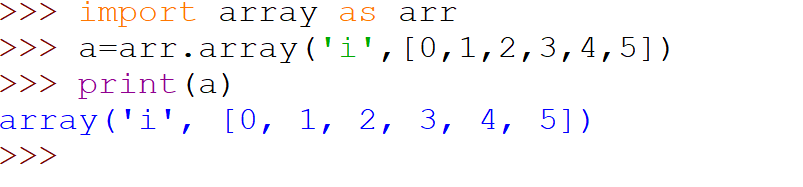 >>> import array as arr
>>> a=arr.array('i',[0,1,2,3,4,5])
>>> print(a)
array('i', [0, 1, 2, 3, 4, 5])
>>>